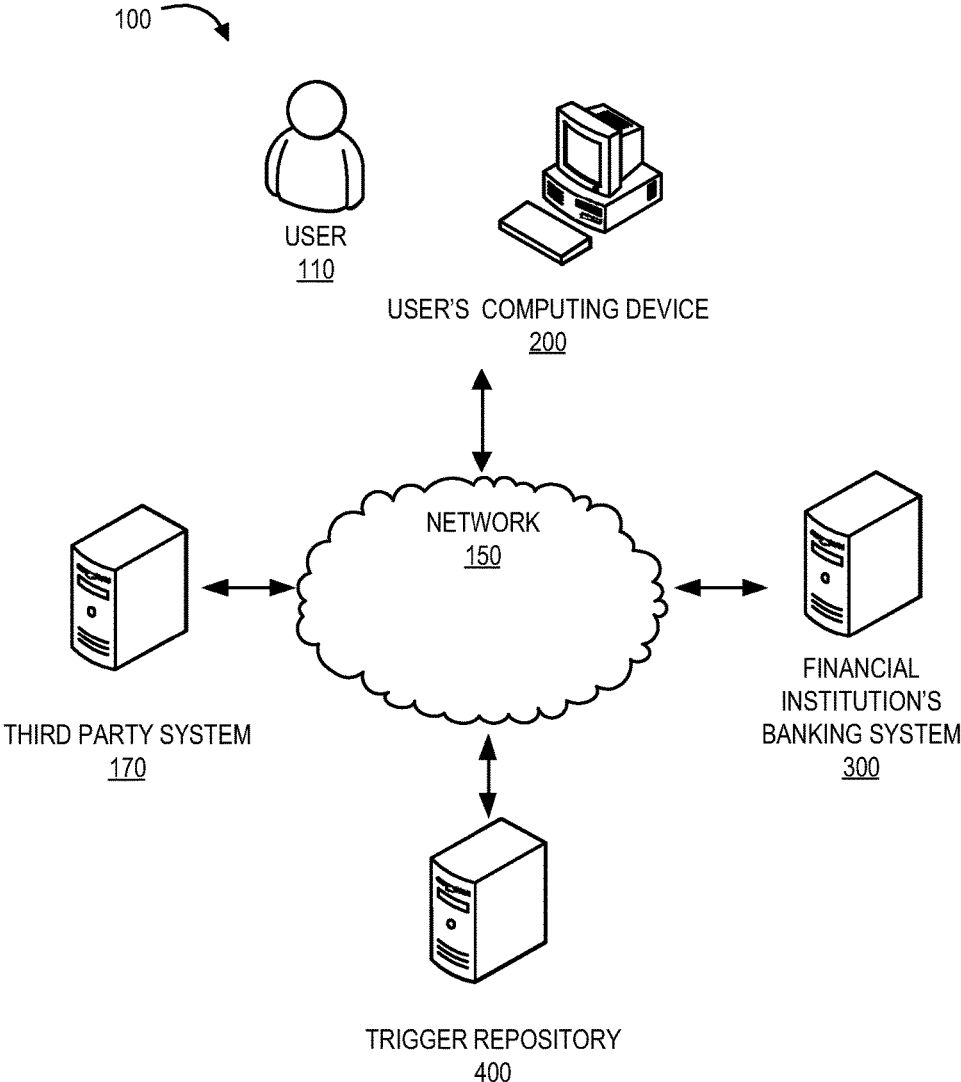 100
USER
110
USER'S COMPUTING DEVICE
200
NETWORK
150
THIRD PARTY SYSTEM
170
FINANCIAL
INSTITUTION'S
BANKING SYSTEM
300
TRIGGER REPOSITORY
400